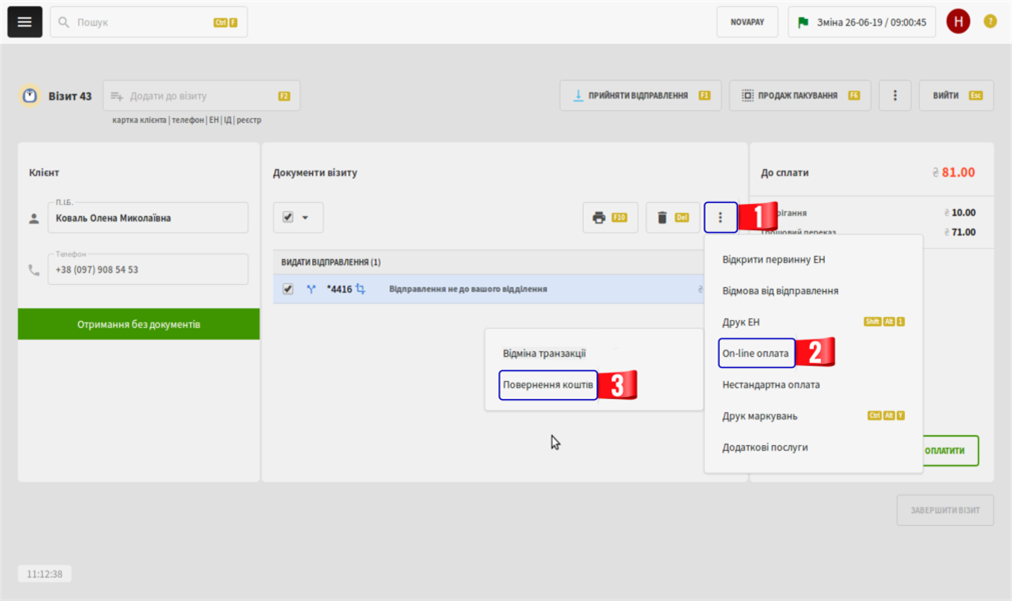 Пошук Ctrl F NOVAPAY Зміна 26-06-19 / 09:00:45 Н ?
Візит 43 Додати до візиту F2 ПРИЙНЯТИ ВІДПРАВЛЕННЯ F3 ПРОДАЖ ПАКУВАННЯ F6 ВИЙТИ Esc
картка клієнта | телефон | ЕН | ІД | реєстр
Клієнт Документи візиту До сплати ₴ 81.00
П.І.Б.
Коваль Олена Миколаївна F10 Del 1 рігання ₴ 10.00
рошовий переказ ₴ 71.00
Телефон
+38 (097) 908 54 53 ВИДАТИ ВІДПРАВЛЕННЯ (1) Відкрити первинну ЕН
*4416 Відправлення не до вашого відділення ₴ Відмова від відправлення
Отримання без документів Друк ЕН Shift Alt 1
Відміна транзакції On-line оплата 2
Повернення коштів 3 Нестандартна оплата
Друк маркувань Ctrl Alt Y
Додаткові послуги ОПЛАТИТИ
ЗАВЕРШИТИ ВІЗИТ
11:12:38